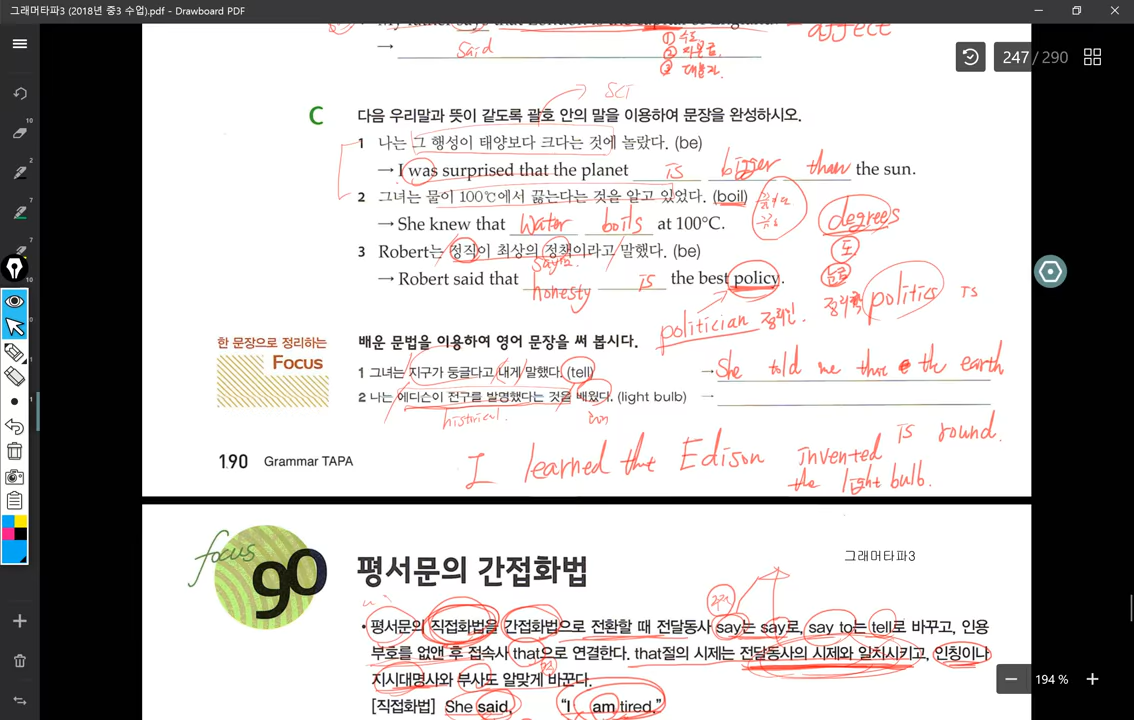 그래머타파3 (2018년 중3 수업).pdf - Drawboard PDF
247 / 290
said
① 수도
② 자본금
③ 대문자
affect
SCT
C 다음 우리말과 뜻이 같도록 괄호 안의 말을 이용하여 문장을 완성하시오.
1 나는 그 행성이 태양보다 크다는 것에 놀랐다. (be)
→ I was surprised that the planet is bigger than the sun.
2 그녀는 물이 100℃에서 끓는다는 것을 알고 있었다. (boil)
→ She knew that Water boils at 100°C.
degrees
도
3 Robert는 정직이 최상의 정책이라고 말했다. (be)
→ Robert said that honesty is the best policy.
politics
politician 정치인
한 문장으로 정리하는
Focus
배운 문법을 이용하여 영어 문장을 써 봅시다.
1 그녀는 지구가 둥글다고 내게 말했다. (tell) → She told me that the earth
is round.
2 나는 에디슨이 전구를 발명했다는 것을 배웠다. (light bulb) →
historical
I learned that Edison invented
the light bulb.
190 Grammar TAPA
focus
90
평서문의 간접화법
그래머타파3
• 평서문의 직접화법을 간접화법으로 전환할 때 전달동사 say는 say로, say to는 tell로 바꾸고, 인용
부호를 없앤 후 접속사 that으로 연결한다. that절의 시제는 전달동사의 시제와 일치시키고, 인칭이나
지시대명사와 부사도 알맞게 바꾼다.
[직접화법] She said, “I am tired.”
194 %